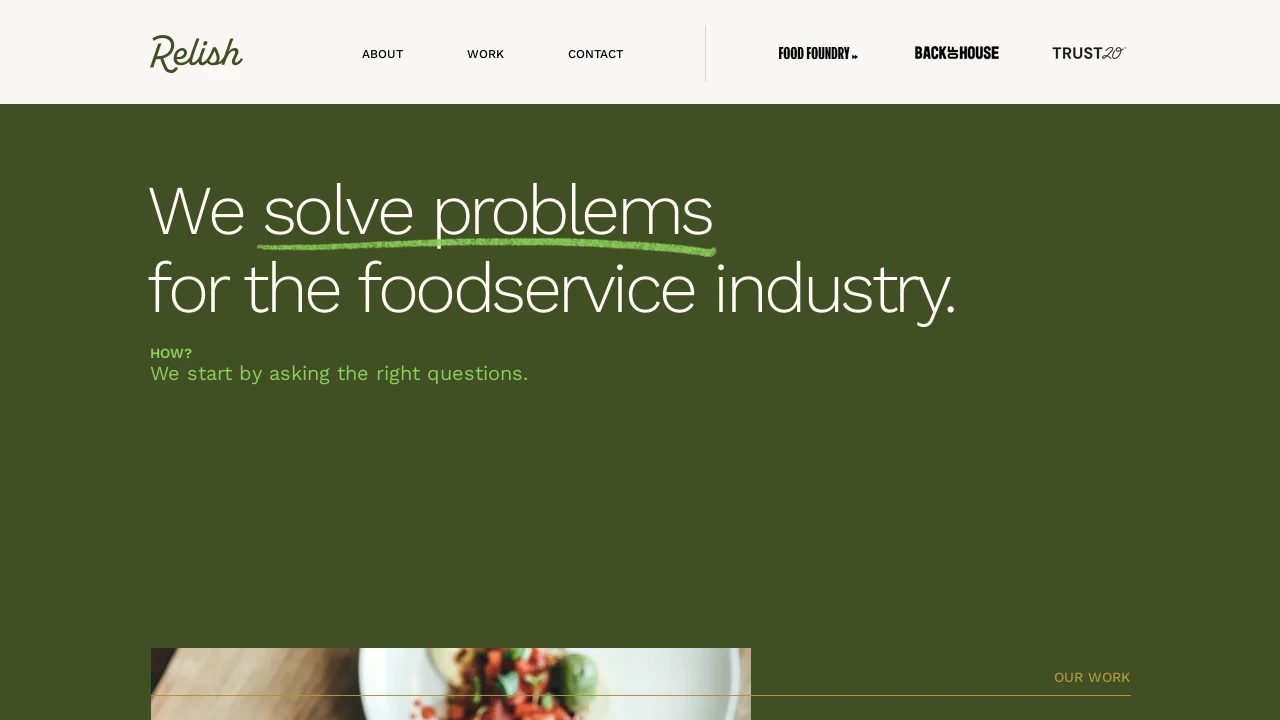 Relish
ABOUT
WORK
CONTACT
FOOD FOUNDRY
BACK OF HOUSE
TRUST20
We solve problems
for the foodservice industry.
HOW?
We start by asking the right questions.
OUR WORK